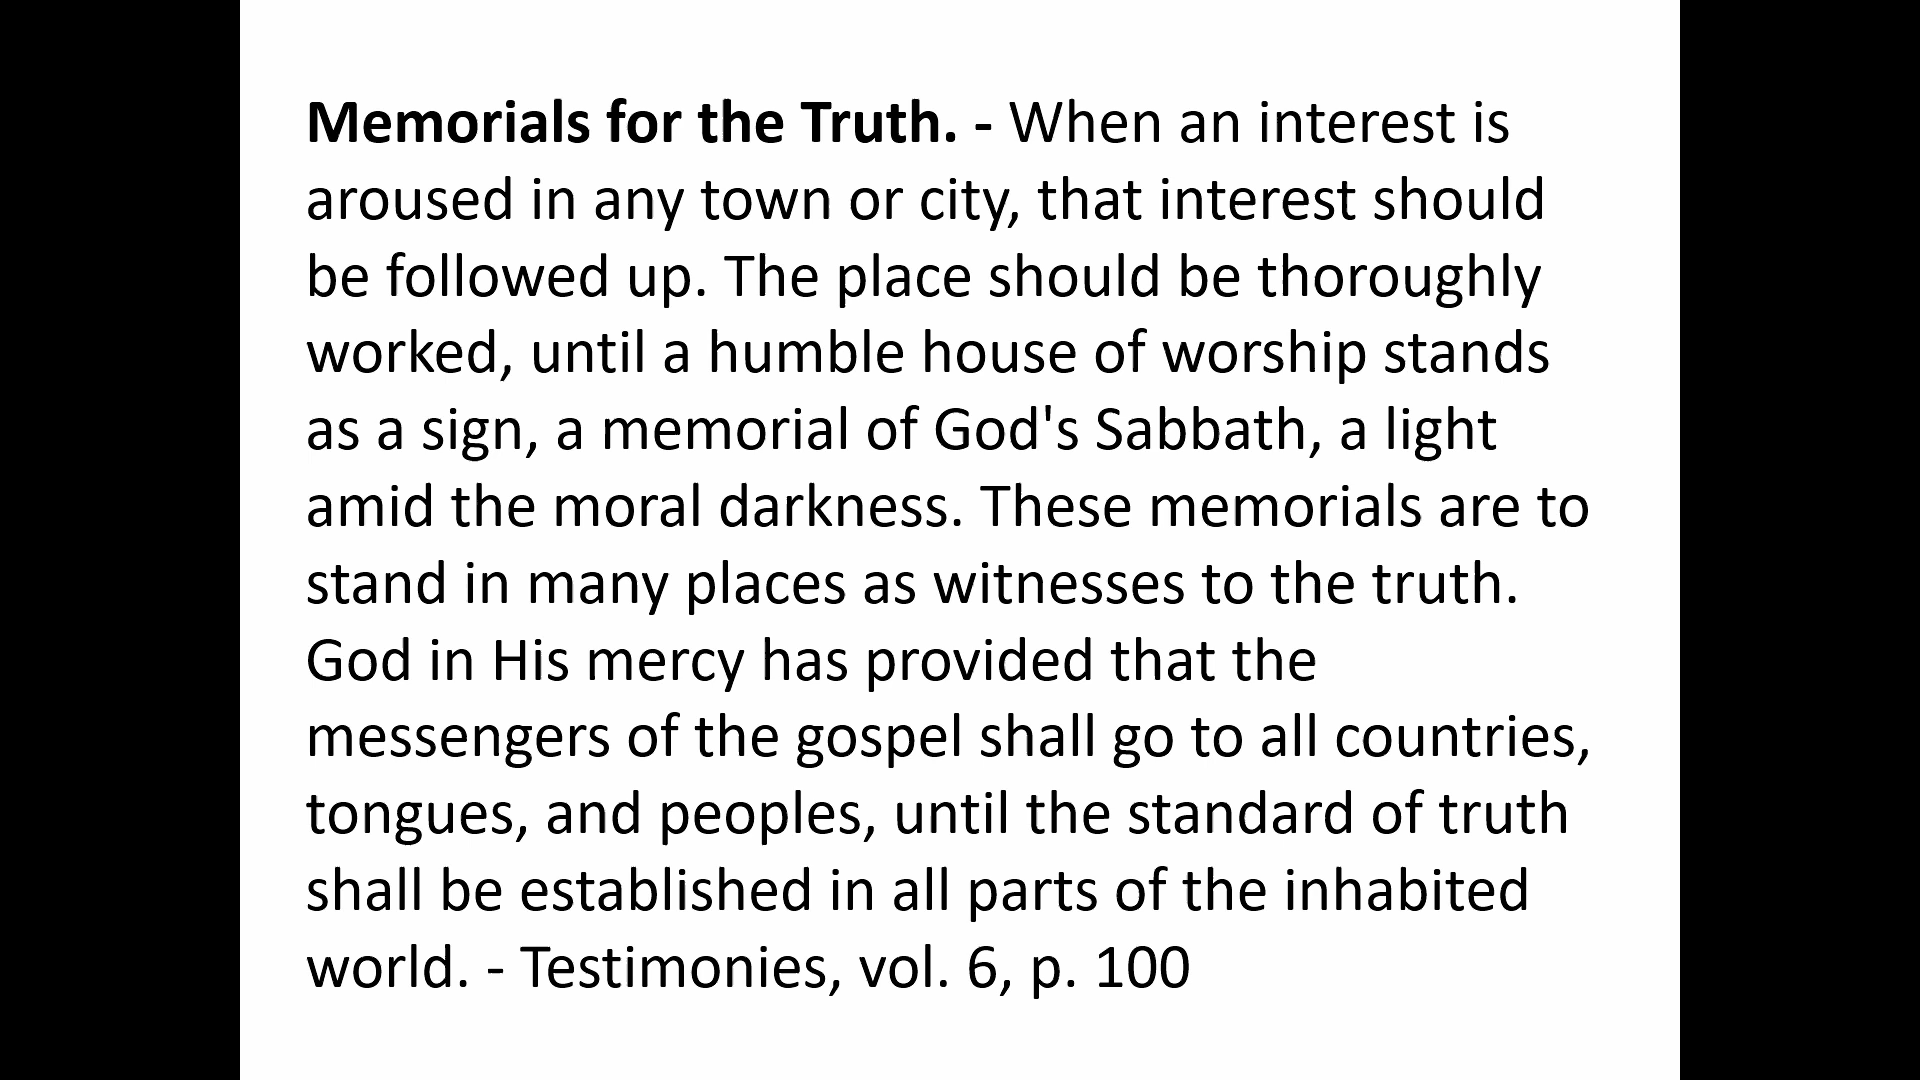 Memorials for the Truth. - When an interest is
aroused in any town or city, that interest should
be followed up. The place should be thoroughly
worked, until a humble house of worship stands
as a sign, a memorial of God's Sabbath, a light
amid the moral darkness. These memorials are to
stand in many places as witnesses to the truth.
God in His mercy has provided that the
messengers of the gospel shall go to all countries,
tongues, and peoples, until the standard of truth
shall be established in all parts of the inhabited
world. - Testimonies, vol. 6, p. 100